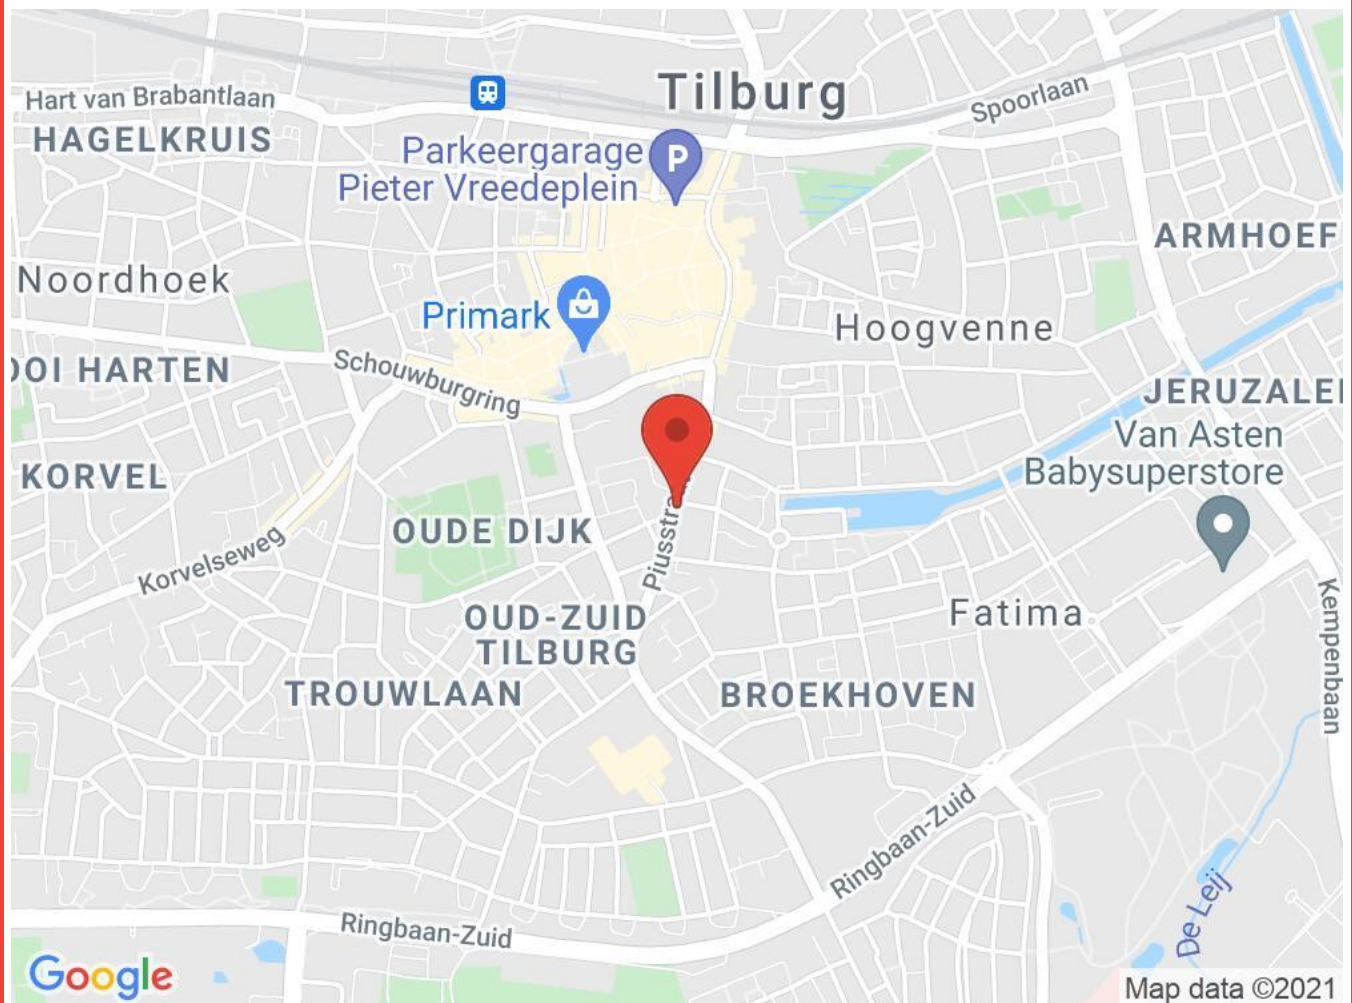 Tilburg
Hart van Brabantlaan
Spoorlaan
HAGELKRUIS
Parkeergarage
Pieter Vreedeplein
P
ARMHOEF
Noordhoek
Primark
Hoogvenne
OOI HARTEN
Schouwburgring
JERUZALE
Van Asten
Babysuperstore
KORVEL
OUDE DIJK
Piusstra
Korvelseweg
OUD-ZUID
TILBURG
Fatima
Kempenbaan
TROUWLAAN
BROEKHOVEN
Ringbaan-Zuid
De Leij
Ringbaan-Zuid
Google
Map data ©2021